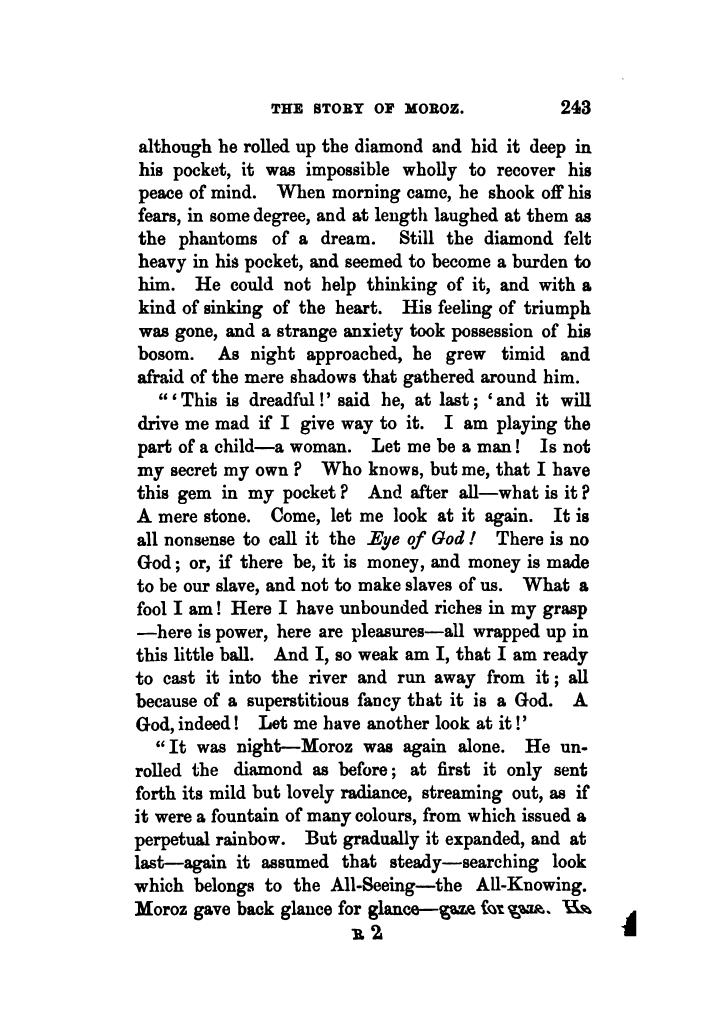 THE STORY OF MOROZ. 243
although he rolled up the diamond and hid it deep in
his pocket, it was impossible wholly to recover his
peace of mind. When morning came, he shook off his
fears, in some degree, and at length laughed at them as
the phantoms of a dream. Still the diamond felt
heavy in his pocket, and seemed to become a burden to
him. He could not help thinking of it, and with a
kind of sinking of the heart. His feeling of triumph
was gone, and a strange anxiety took possession of his
bosom. As night approached, he grew timid and
afraid of the mere shadows that gathered around him.
“‘This is dreadful!’ said he, at last; ‘and it will
drive me mad if I give way to it. I am playing the
part of a child—a woman. Let me be a man! Is not
my secret my own? Who knows, but me, that I have
this gem in my pocket? And after all—what is it?
A mere stone. Come, let me look at it again. It is
all nonsense to call it the Eye of God! There is no
God; or, if there be, it is money, and money is made
to be our slave, and not to make slaves of us. What a
fool I am! Here I have unbounded riches in my grasp
—here is power, here are pleasures—all wrapped up in
this little ball. And I, so weak am I, that I am ready
to cast it into the river and run away from it; all
because of a superstitious fancy that it is a God. A
God, indeed! Let me have another look at it!’
“It was night—Moroz was again alone. He un-
rolled the diamond as before; at first it only sent
forth its mild but lovely radiance, streaming out, as if
it were a fountain of many colours, from which issued a
perpetual rainbow. But gradually it expanded, and at
last—again it assumed that steady—searching look
which belongs to the All-Seeing—the All-Knowing.
Moroz gave back glance for glance—gaze for gaze. He
R 2